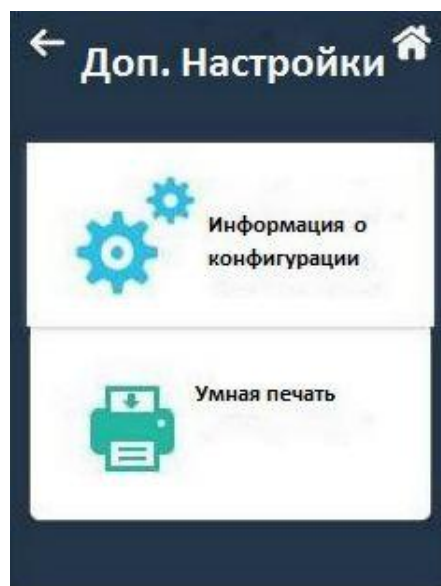 Доп. Настройки
Информация о
конфигурации
Умная печать